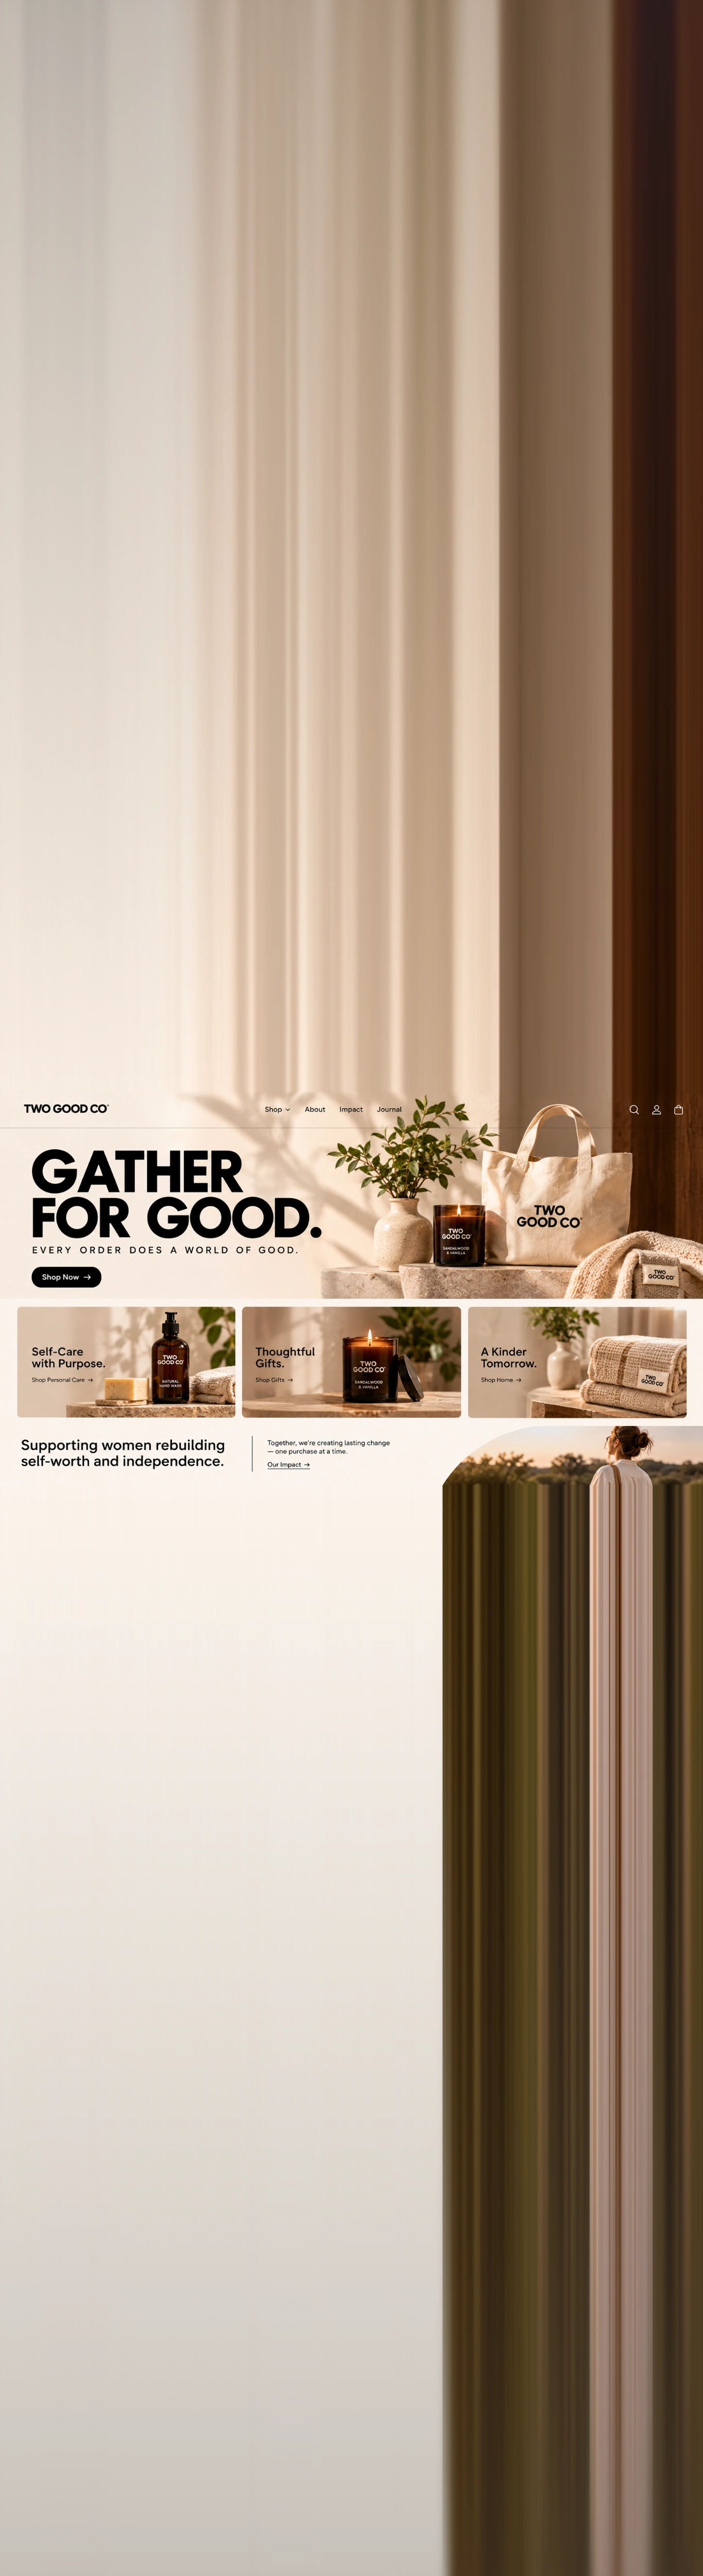 TWO GOOD CO®
Shop
About
Impact
Journal
GATHER
FOR GOOD.
EVERY ORDER DOES A WORLD OF GOOD.
Shop Now →
TWO
GOOD CO®
SANDALWOOD
& VANILLA
TWO
GOOD CO®
TWO
GOOD CO®
Self-Care
with Purpose.
Shop Personal Care →
TWO
GOOD CO®
NATURAL
HAND WASH
Thoughtful
Gifts.
Shop Gifts →
TWO
GOOD CO®
SANDALWOOD
& VANILLA
A Kinder
Tomorrow.
Shop Home →
TWO
GOOD CO®
Supporting women rebuilding
self-worth and independence.
Together, we're creating lasting change
— one purchase at a time.
Our Impact →